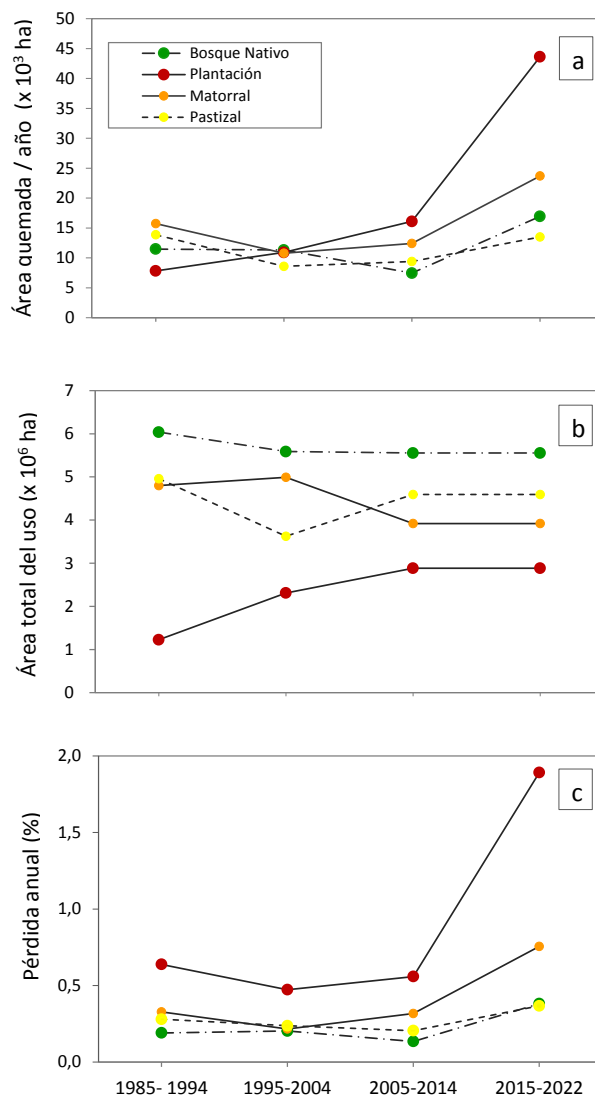 Área quemada / año (x 10³ ha)
50
45
40
35
30
25
20
15
10
5
0
Bosque Nativo
Plantación
Matorral
Pastizal
a
Área total del uso (x 10⁶ ha)
7
6
5
4
3
2
1
0
b
Pérdida anual (%)
2,0
1,5
1,0
0,5
0,0
c
1985- 1994
1995-2004
2005-2014
2015-2022